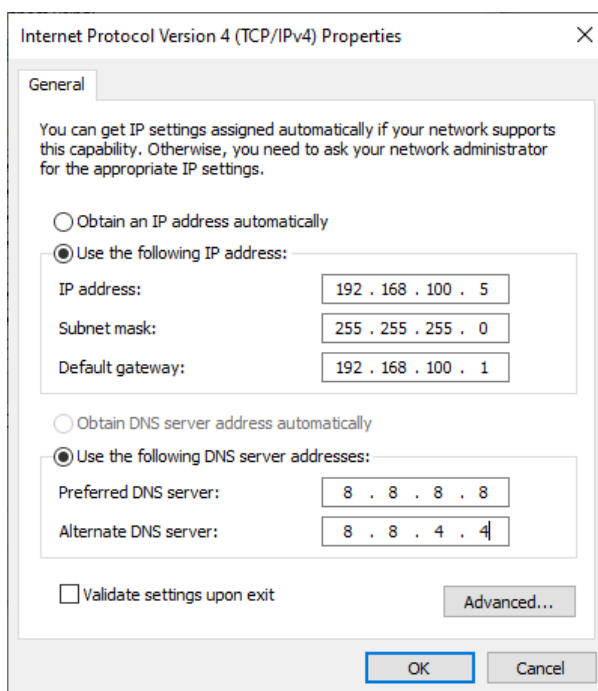 Internet Protocol Version 4 (TCP/IPv4) Properties
General
You can get IP settings assigned automatically if your network supports
this capability. Otherwise, you need to ask your network administrator
for the appropriate IP settings.
Obtain an IP address automatically
Use the following IP address:
IP address: 192 . 168 . 100 . 5
Subnet mask: 255 . 255 . 255 . 0
Default gateway: 192 . 168 . 100 . 1
Obtain DNS server address automatically
Use the following DNS server addresses:
Preferred DNS server: 8 . 8 . 8 . 8
Alternate DNS server: 8 . 8 . 4 . 4
Validate settings upon exit
Advanced...
OK Cancel